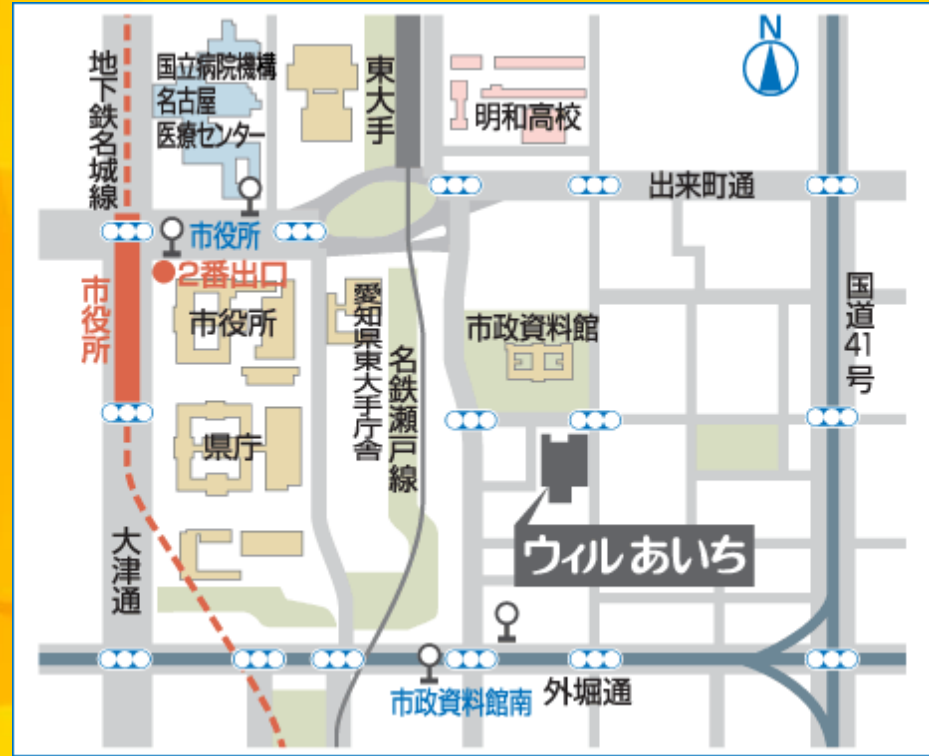 N
地下鉄名城線
国立病院機構
名古屋
医療センター
東大手
明和高校
出来町通
市役所
2番出口
市役所
市役所
愛知県東大手庁舎
名鉄瀬戸線
市政資料館
国道41号
県庁
大津通
ウィルあいち
市政資料館南
外堀通